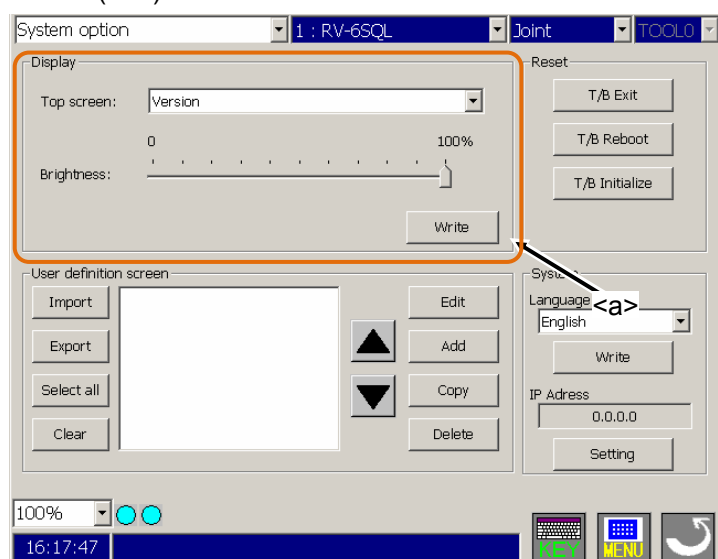 System option 1 : RV-6SQL Joint TOOL0
Display
Top screen: Version
0 100%
Brightness:
Write
Reset
T/B Exit
T/B Reboot
T/B Initialize
<a>
User definition screen
Import
Export
Select all
Clear
Edit
Add
Copy
Delete
System
Language
English
Write
IP Adress
0.0.0.0
Setting
100%
16:17:47
KEY
MENU